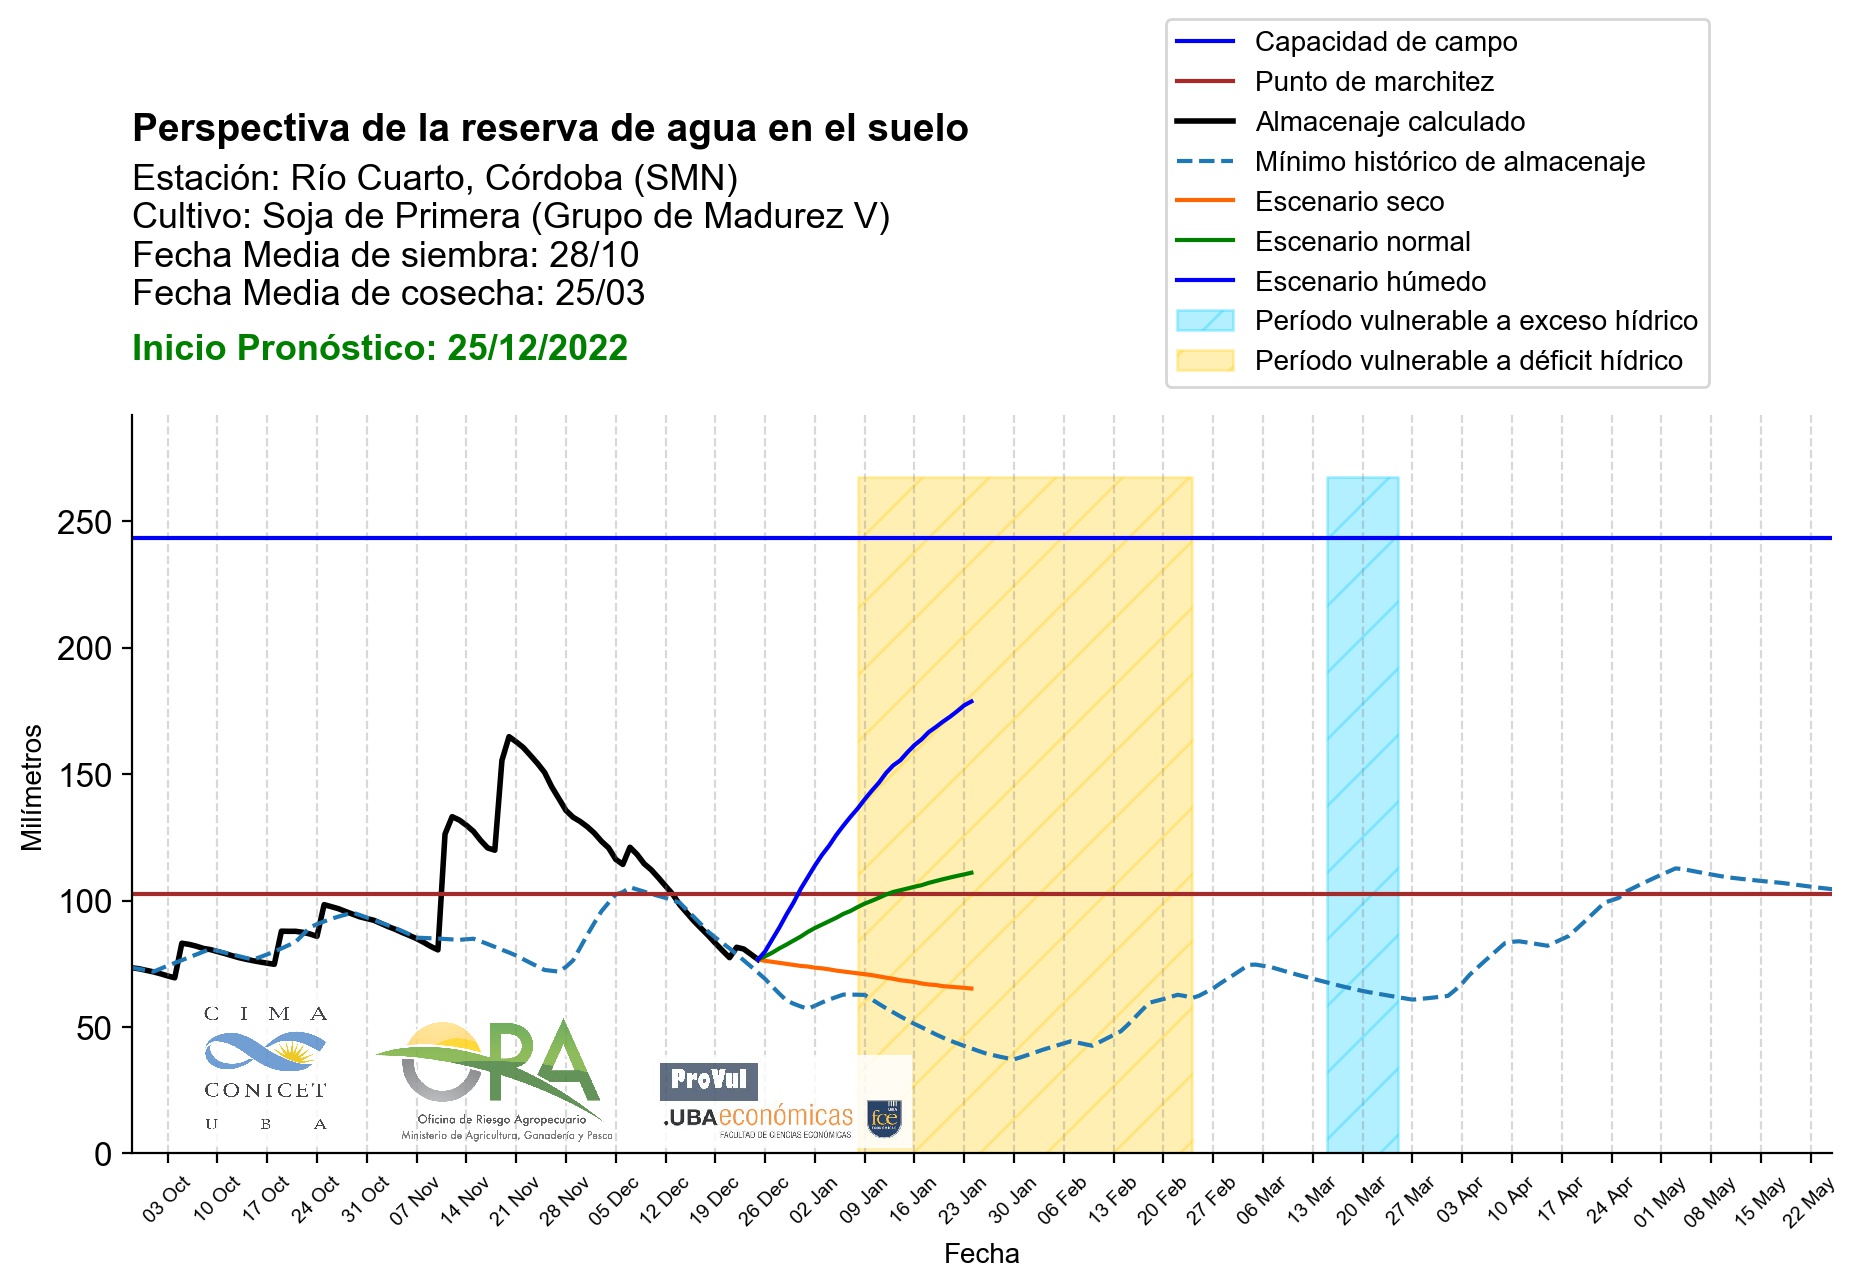 Capacidad de campo
Punto de marchitez
Almacenaje calculado
Mínimo histórico de almacenaje
Escenario seco
Escenario normal
Escenario húmedo
Período vulnerable a exceso hídrico
Período vulnerable a déficit hídrico
Perspectiva de la reserva de agua en el suelo
Estación: Río Cuarto, Córdoba (SMN)
Cultivo: Soja de Primera (Grupo de Madurez V)
Fecha Media de siembra: 28/10
Fecha Media de cosecha: 25/03
Inicio Pronóstico: 25/12/2022
Milímetros
250
200
150
100
50
0
CIMA
CONICET
UBA
ORA
Oficina de Riesgo Agropecuario
Ministerio de Agricultura, Ganadería y Pesca
ProVul
.UBAeconómicas
FACULTAD DE CIENCIAS ECONÓMICAS
fce
03 Oct
10 Oct
17 Oct
24 Oct
31 Oct
07 Nov
14 Nov
21 Nov
28 Nov
05 Dec
12 Dec
19 Dec
26 Dec
02 Jan
09 Jan
16 Jan
23 Jan
30 Jan
06 Feb
13 Feb
20 Feb
27 Feb
06 Mar
13 Mar
20 Mar
27 Mar
03 Apr
10 Apr
17 Apr
24 Apr
01 May
08 May
15 May
22 May
Fecha